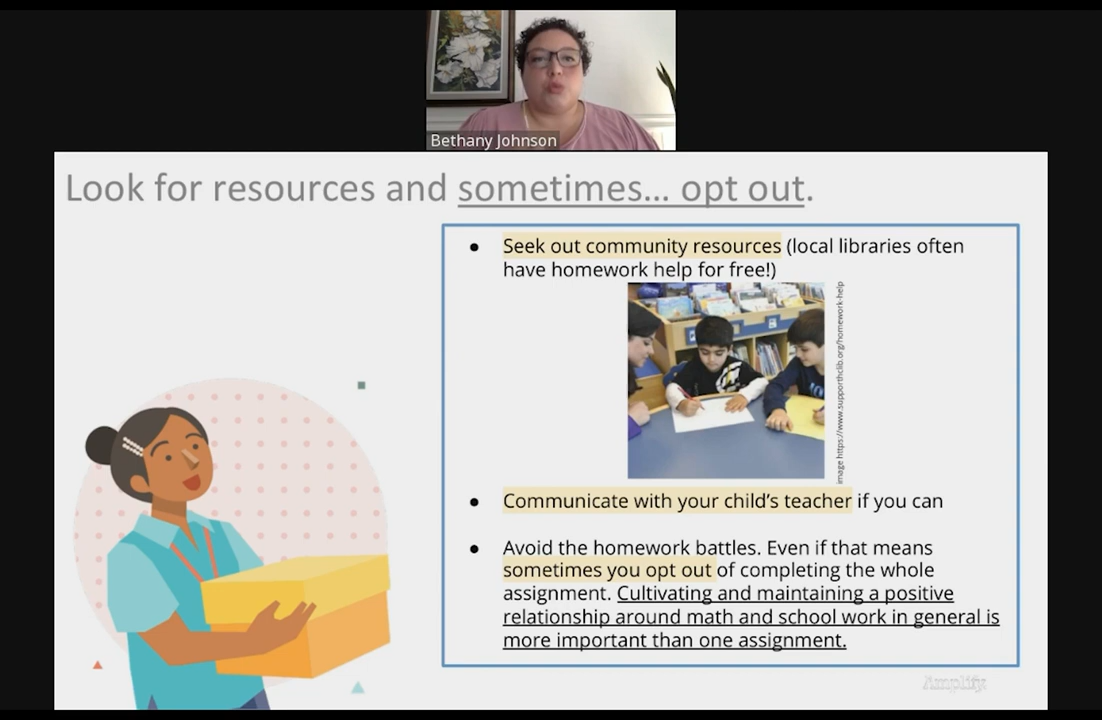 Bethany Johnson
Look for resources and sometimes... opt out.
● Seek out community resources (local libraries often
have homework help for free!)
image https://www.supporthclib.org/homework-help
● Communicate with your child’s teacher if you can
● Avoid the homework battles. Even if that means
sometimes you opt out of completing the whole
assignment. Cultivating and maintaining a positive
relationship around math and school work in general is
more important than one assignment.
Amplify